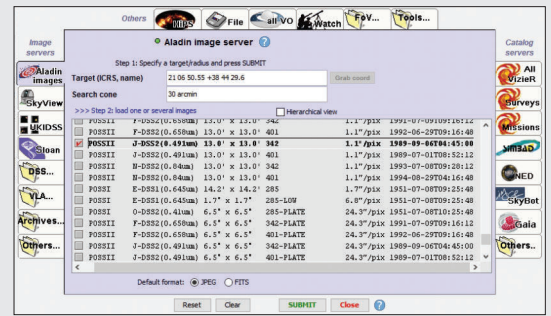 Others HiPS File all VO Watch FoV... Tools...
Image servers
Catalog servers
Aladin image server ?
Step 1: Specify a target/radius and press SUBMIT
Target (ICRS, name) 21 06 50.55 +38 44 29.6 Grab coord
Search cone 30 arcmin
>>> Step 2: load one or several images Hierarchical view
POSSII F-DSS2(0.658um) 13.0' x 13.0' 342 1.1"/pix 1991-07-09T09:16:12
POSSII F-DSS2(0.658um) 13.0' x 13.0' 401 1.1"/pix 1992-06-29T09:16:48
POSSII J-DSS2(0.491um) 13.0' x 13.0' 342 1.1"/pix 1989-09-06T04:45:00
POSSII J-DSS2(0.491um) 13.0' x 13.0' 401 1.1"/pix 1989-07-01T08:52:12
POSSII N-DSS2(0.84um) 13.0' x 13.0' 342 1.1"/pix 1993-07-08T09:28:12
POSSII N-DSS2(0.84um) 13.0' x 13.0' 401 1.1"/pix 1994-07-29T09:16:48
POSSI E-DSS1(0.645um) 14.2' x 14.2' 285 1.7"/pix 1951-07-08T09:25:48
POSSI E-DSS1(0.645um) 1.7° x 1.7° 285-LOW 6.8"/pix 1951-07-08T09:25:48
POSSI O-DSS2(0.41um) 6.5° x 6.5° 285-PLATE 24.3"/pix 1951-07-08T10:25:48
POSSII F-DSS2(0.658um) 6.5° x 6.5° 342-PLATE 24.3"/pix 1991-07-09T09:16:12
POSSII F-DSS2(0.658um) 6.5° x 6.5° 401-PLATE 24.3"/pix 1992-06-29T09:16:48
POSSII J-DSS2(0.491um) 6.5° x 6.5° 342-PLATE 24.3"/pix 1989-09-06T04:45:00
POSSII J-DSS2(0.491um) 6.5° x 6.5° 401-PLATE 24.3"/pix 1989-07-01T08:52:12
Default format: JPEG FITS
Reset Clear SUBMIT Close ?
Aladin images
SkyView
UKIDSS
Sloan
DSS...
VLA...
Archives...
Others...
All VizieR
Surveys
Missions
SIMBAD
NED
SkyBot
Gaia
Others..